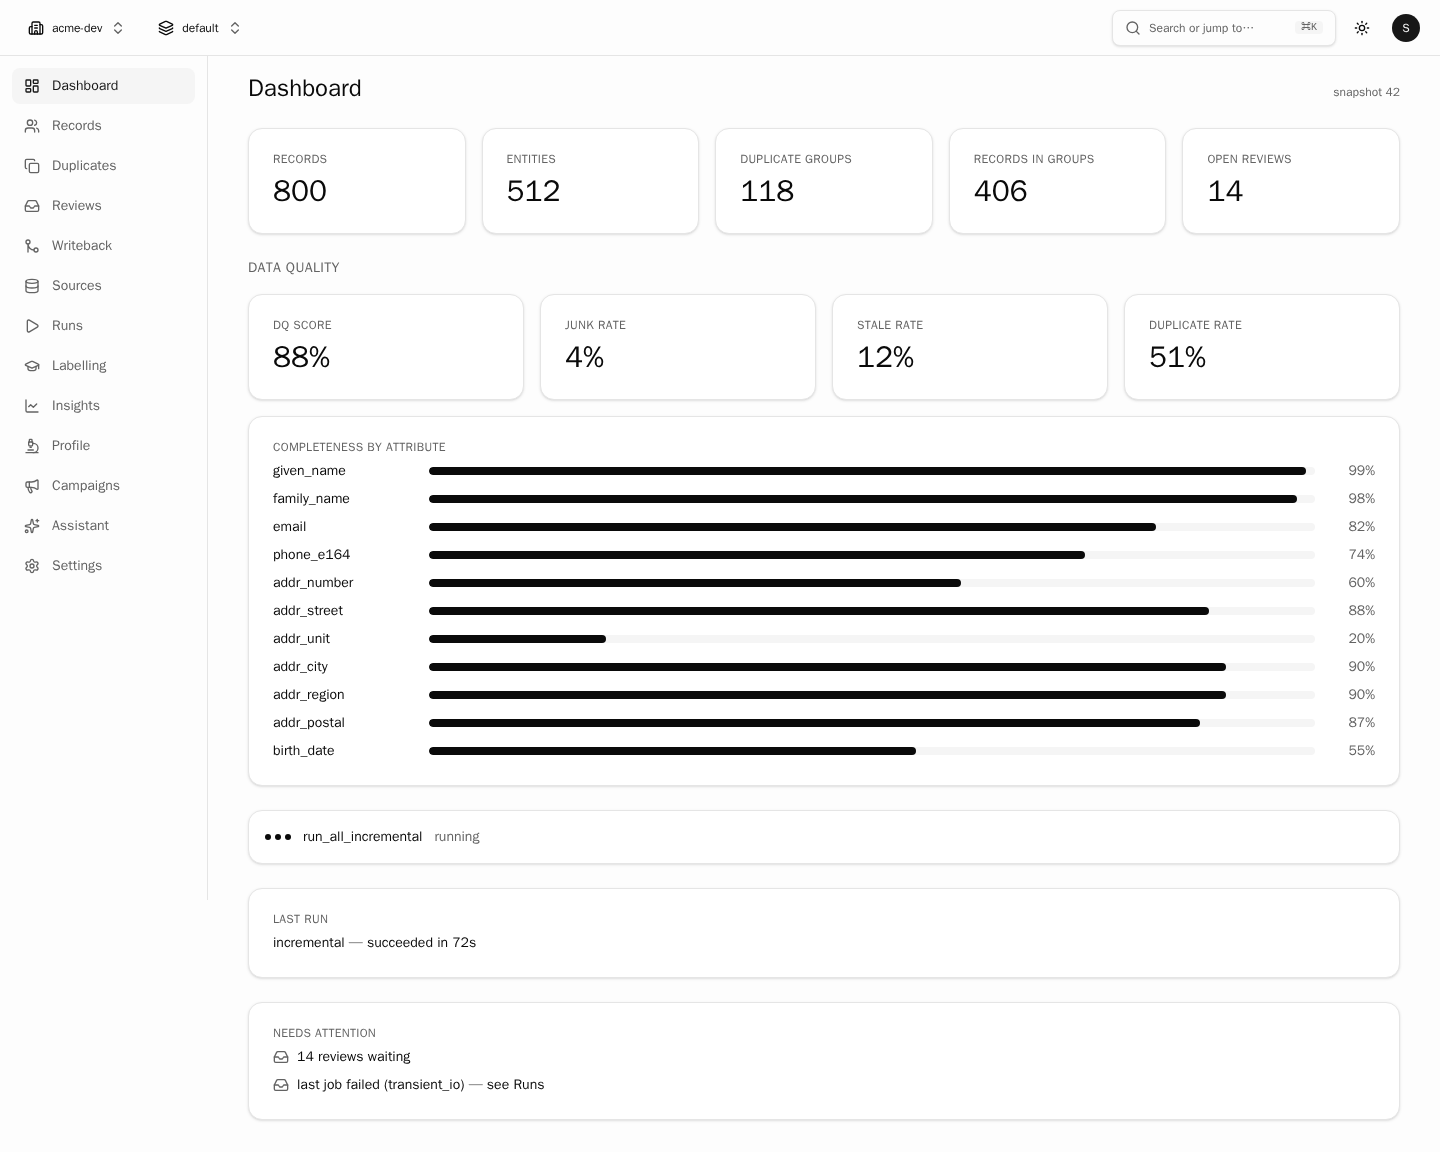 acme-dev default Search or jump to··· ⌘K S
Dashboard
Records
Duplicates
Reviews
Writeback
Sources
Runs
Labelling
Insights
Profile
Campaigns
Assistant
Settings
Dashboard
snapshot 42
RECORDS
800
ENTITIES
512
DUPLICATE GROUPS
118
RECORDS IN GROUPS
406
OPEN REVIEWS
14
DATA QUALITY
DQ SCORE
88%
JUNK RATE
4%
STALE RATE
12%
DUPLICATE RATE
51%
COMPLETENESS BY ATTRIBUTE
given_name 99%
family_name 98%
email 82%
phone_e164 74%
addr_number 60%
addr_street 88%
addr_unit 20%
addr_city 90%
addr_region 90%
addr_postal 87%
birth_date 55%
run_all_incremental running
LAST RUN
incremental — succeeded in 72s
NEEDS ATTENTION
14 reviews waiting
last job failed (transient_io) — see Runs